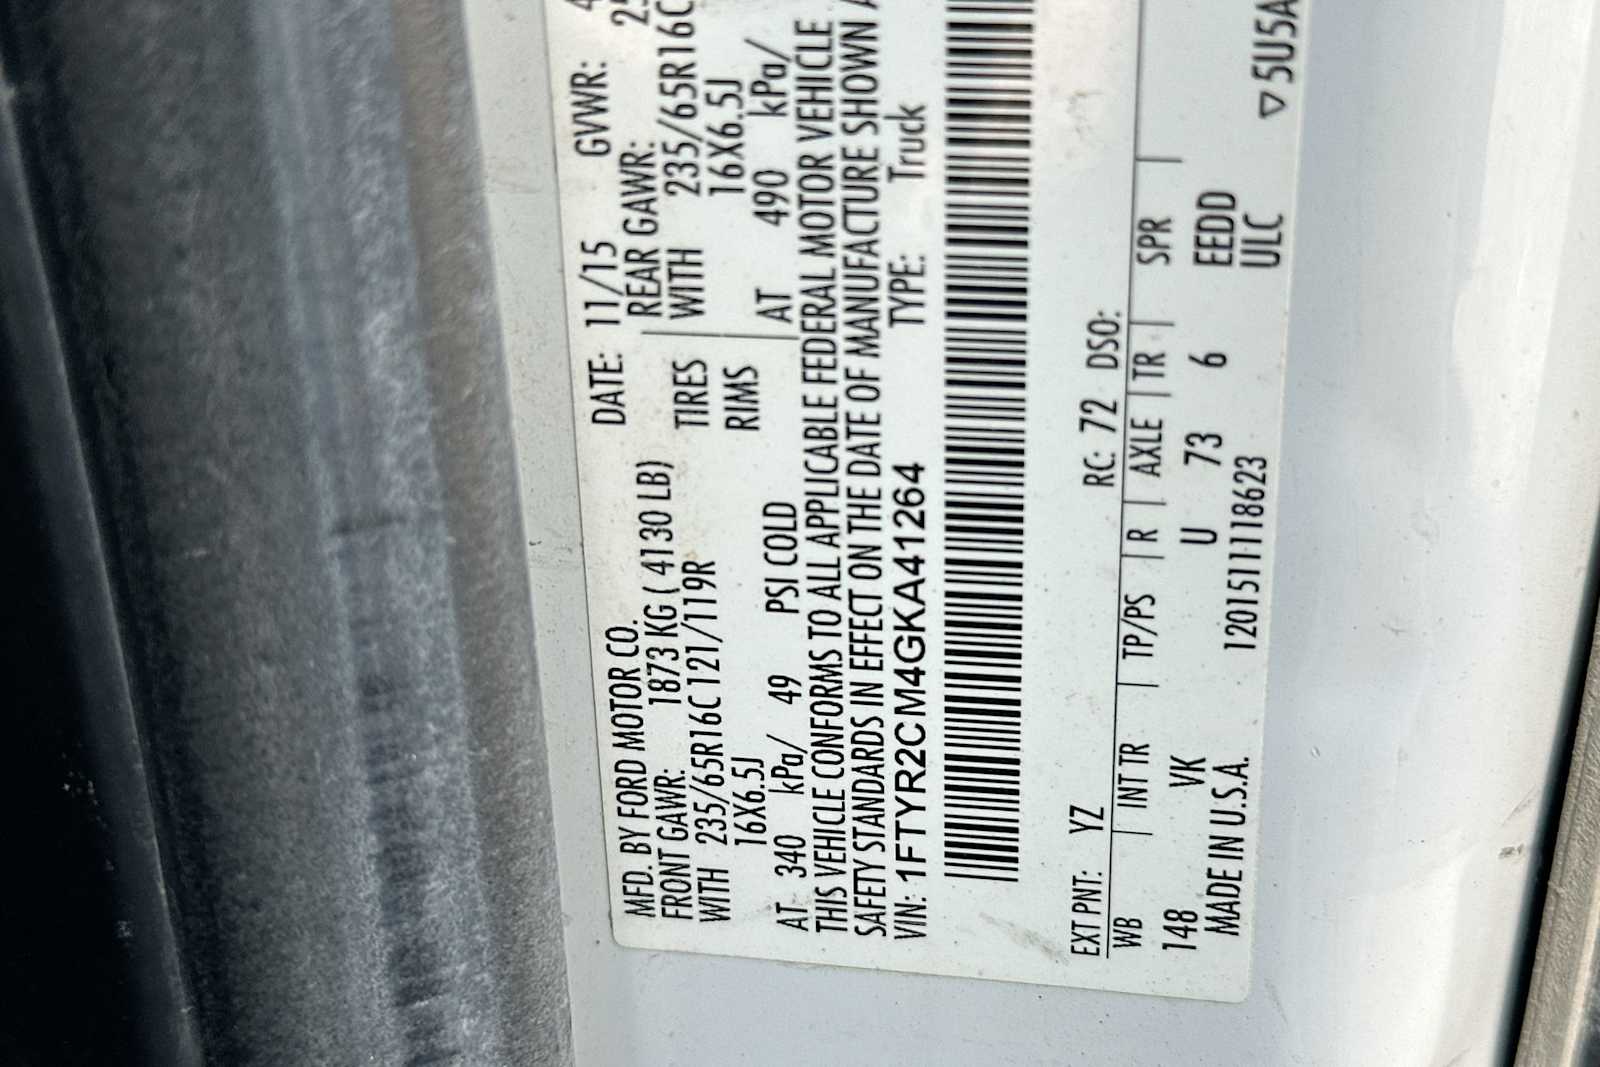 MFD. BY FORD MOTOR CO.
DATE: 11/15 GVWR: 4
FRONT GAWR: 1873 KG ( 4130 LB) REAR GAWR: 25
WITH 235/65R16C 121/119R TIRES WITH 235/65R16C
16X6.5J RIMS 16X6.5J
AT 340 kPa/ 49 PSI COLD AT 490 kPa/
THIS VEHICLE CONFORMS TO ALL APPLICABLE FEDERAL MOTOR VEHICLE
SAFETY STANDARDS IN EFFECT ON THE DATE OF MANUFACTURE SHOWN A
VIN: 1FTYR2CM4GKA41264 TYPE: Truck
EXT PNT: YZ RC: 72 DSO:
WB INT TR TP/PS R AXLE TR SPR
148 VK U 73 6 EEDD
MADE IN U.S.A. 1201511118623 ULC
▽5U5A